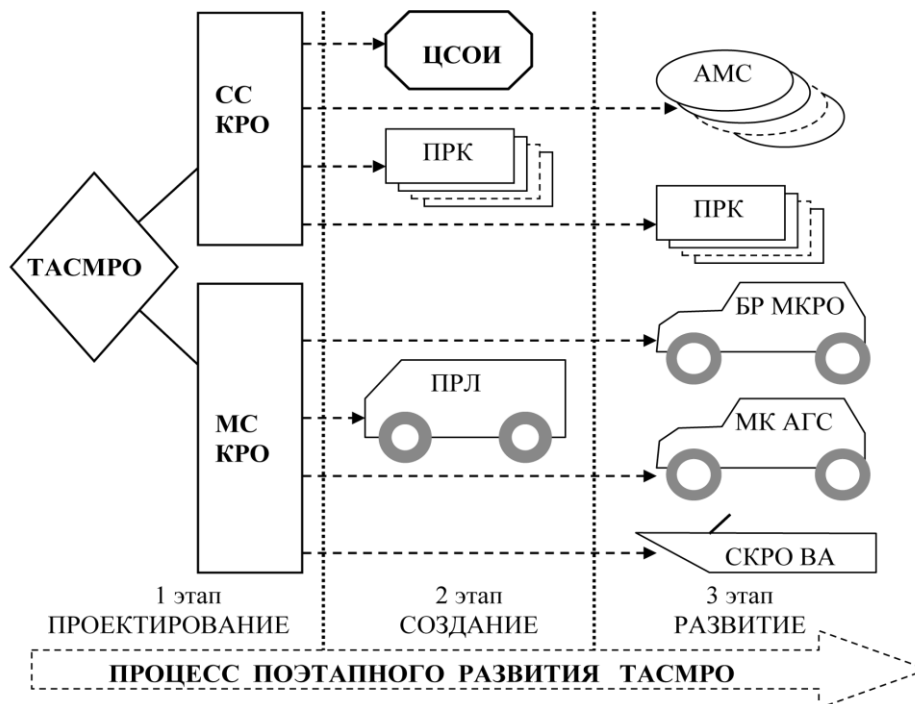 ЦСОИ
АМС
СС
КРО
ПРК
ПРК
ТАСМРО
БР МКРО
ПРЛ
МС
КРО
МК АГС
СКРО ВА
1 этап
ПРОЕКТИРОВАНИЕ
2 этап
СОЗДАНИЕ
3 этап
РАЗВИТИЕ
ПРОЦЕСС ПОЭТАПНОГО РАЗВИТИЯ ТАСМРО